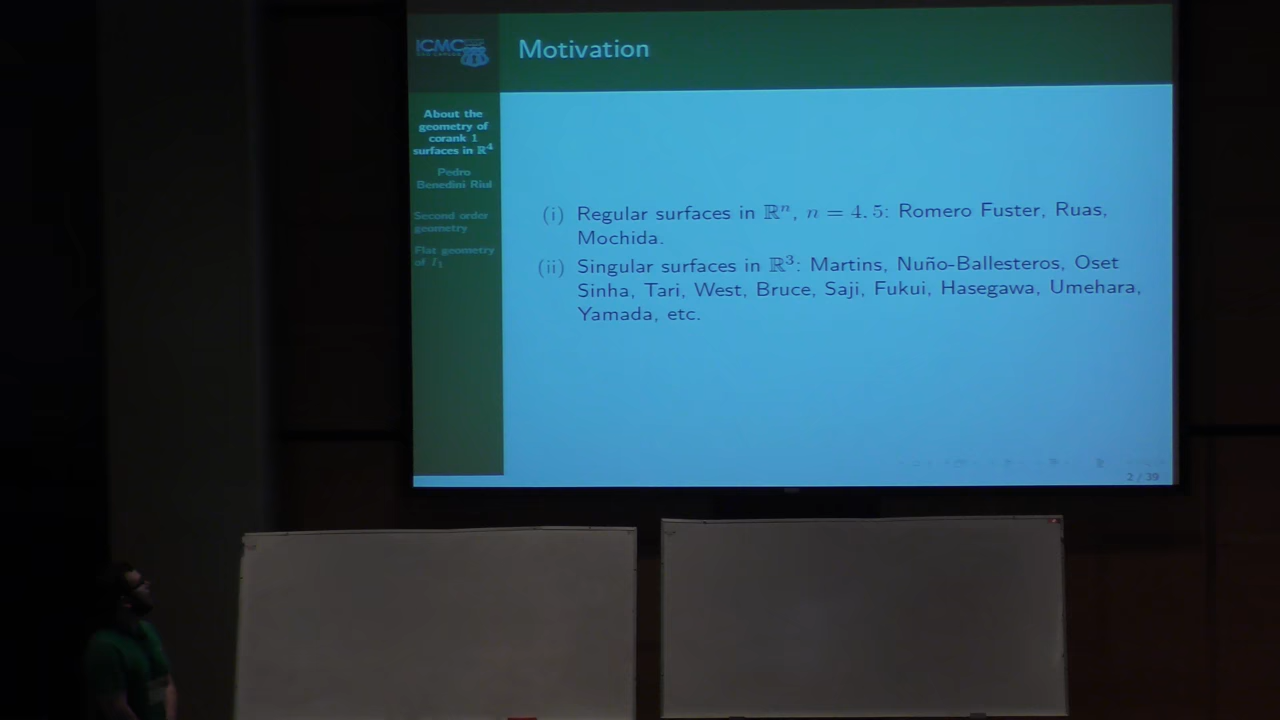 ICMC
Motivation
About the
geometry of
corank 1
surfaces in ℝ⁴
Pedro
Benedini Riul
Second order
geometry
Flat geometry
of I₁
(i) Regular surfaces in ℝⁿ, n = 4, 5: Romero Fuster, Ruas,
Mochida.
(ii) Singular surfaces in ℝ³: Martins, Nuño-Ballesteros, Oset
Sinha, Tari, West, Bruce, Saji, Fukui, Hasegawa, Umehara,
Yamada, etc.
2 / 39